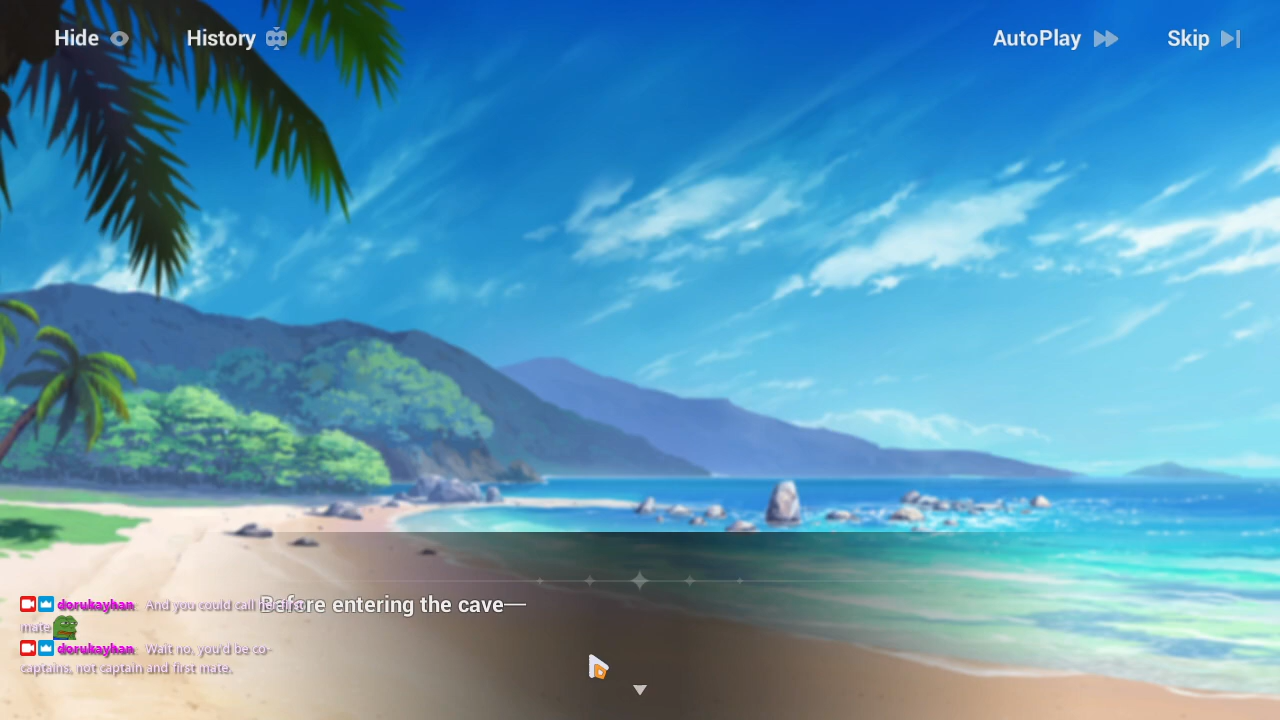 Hide
History
AutoPlay
Skip
Before entering the cave—
dorukayhan And you could call first
mate
dorukayhan Wait no, you'd be co-
captains, not captain and first mate.